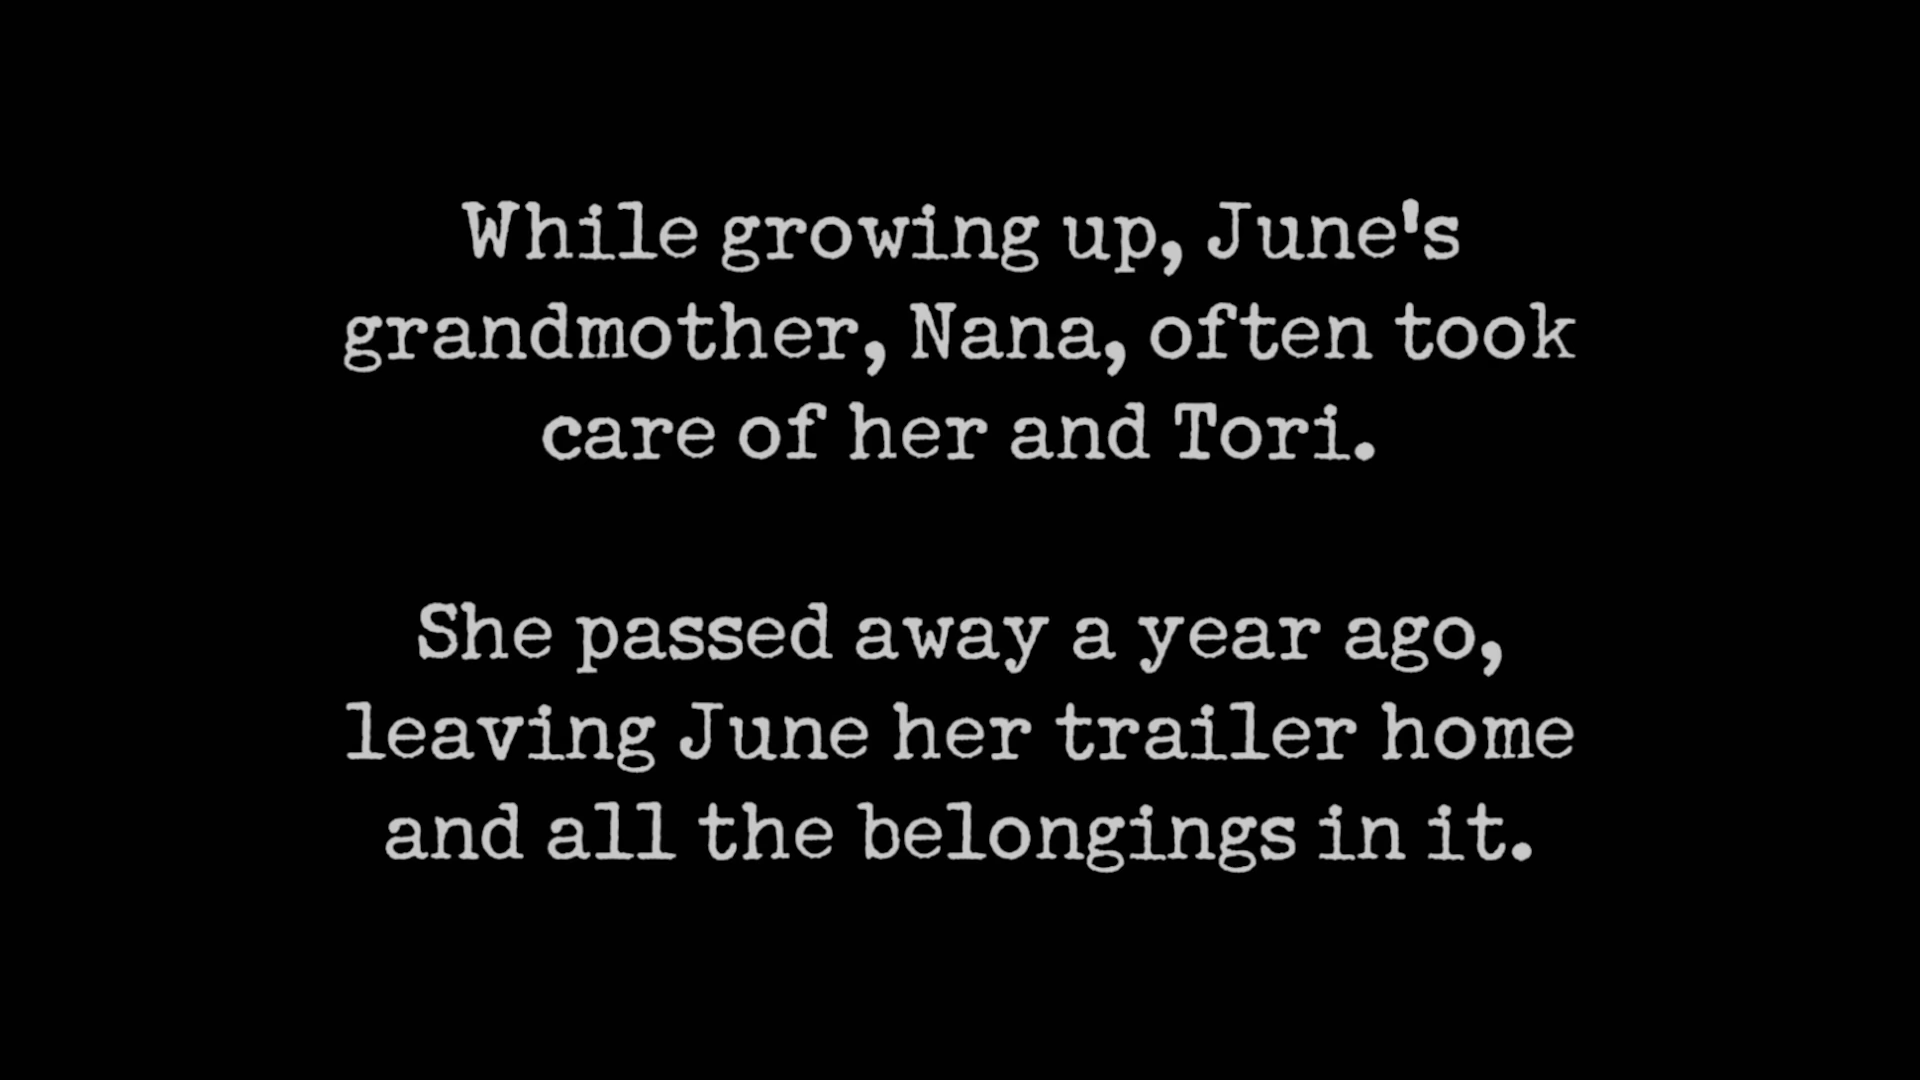 While growing up, June's
grandmother, Nana, often took
care of her and Tori.
She passed away a year ago,
leaving June her trailer home
and all the belongings in it.